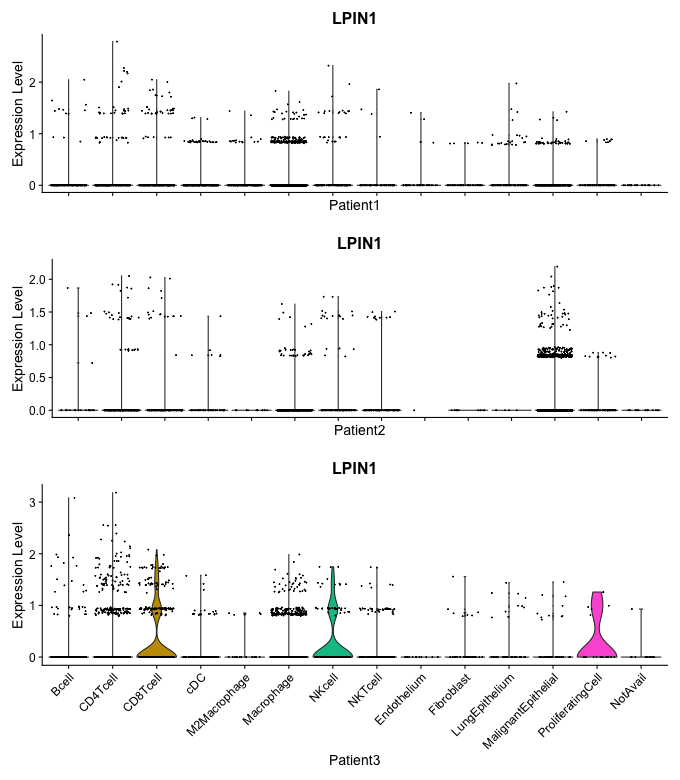 LPIN1
Expression Level
2
1
0
Patient1
LPIN1
Expression Level
2.0
1.5
1.0
0.5
0.0
Patient2
LPIN1
Expression Level
3
2
1
0
Bcell
CD4Tcell
CD8Tcell
cDC
M2Macrophage
Macrophage
NKcell
NKTcell
Endothelium
Fibroblast
LungEpithelium
MalignantEpithelial
ProliferatingCell
NotAvail
Patient3